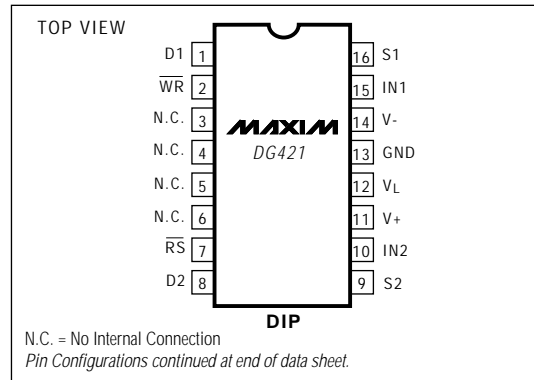 TOP VIEW
D1 1
W̅R̅ 2
N.C. 3
N.C. 4
N.C. 5
N.C. 6
R̅S̅ 7
D2 8
MAXIM
DG421
16 S1
15 IN1
14 V-
13 GND
12 VL
11 V+
10 IN2
9 S2
DIP
N.C. = No Internal Connection
Pin Configurations continued at end of data sheet.